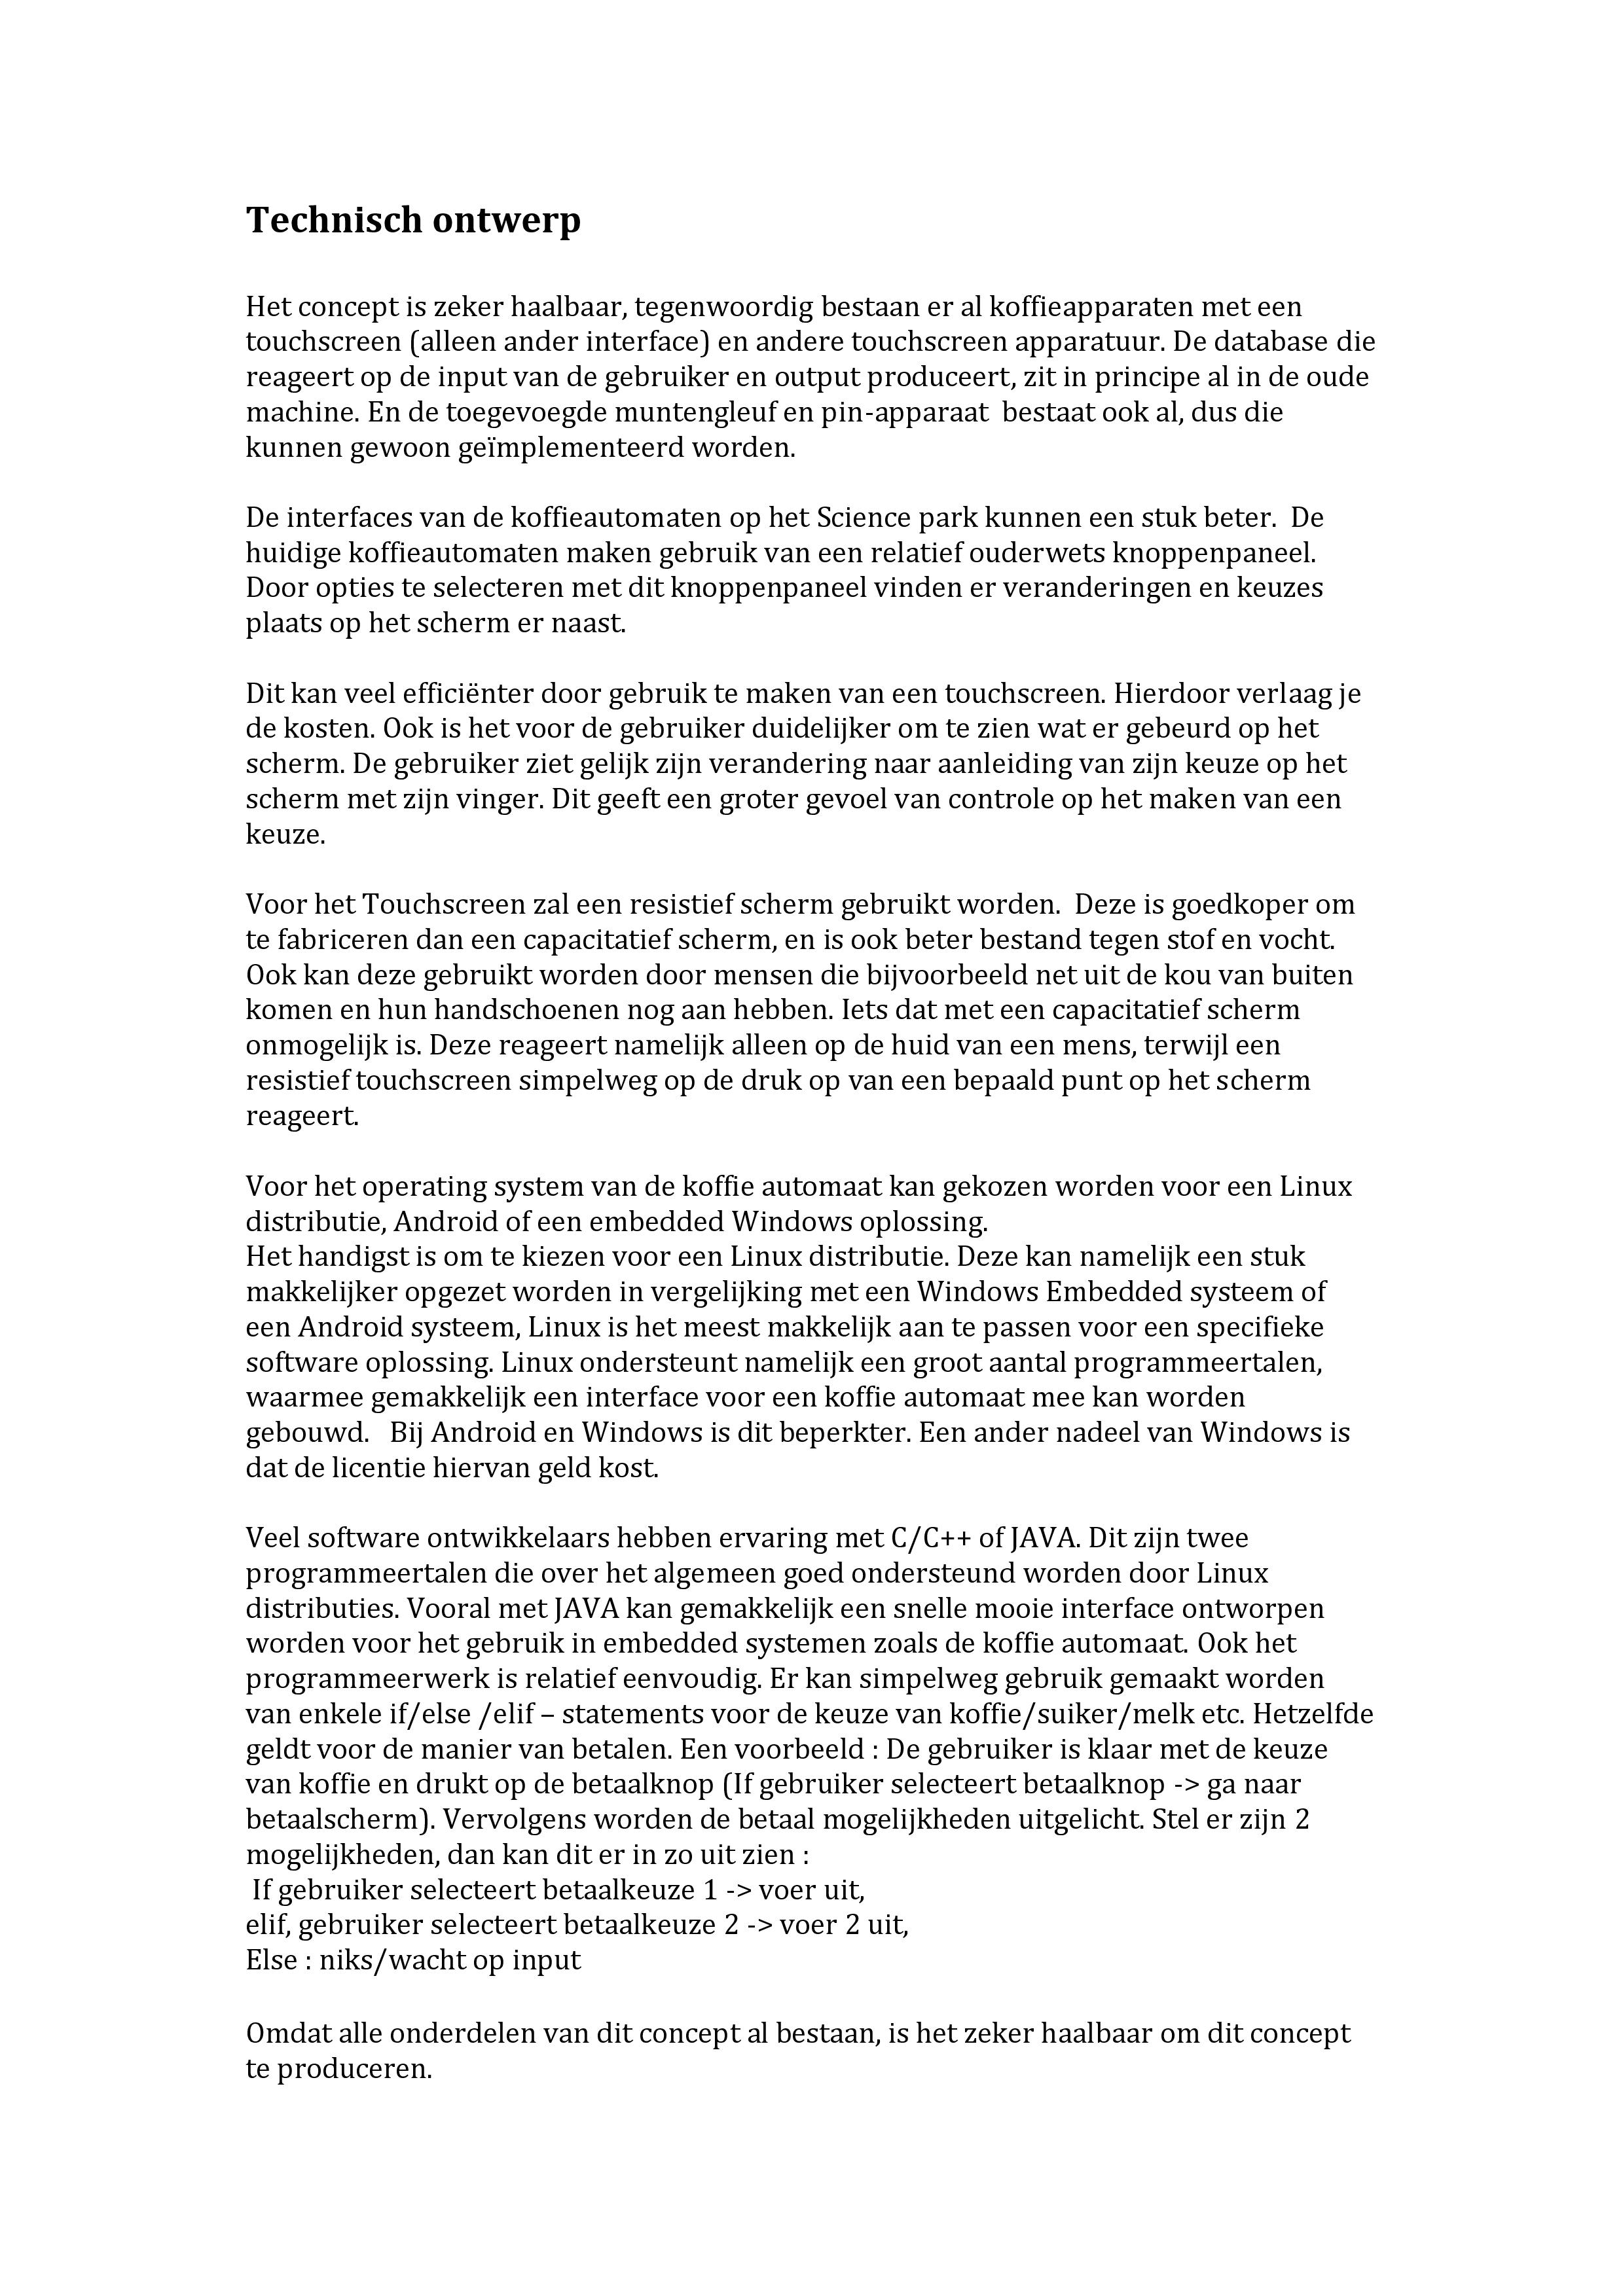 Technisch ontwerp
Het concept is zeker haalbaar, tegenwoordig bestaan er al koffieapparaten met een
touchscreen (alleen ander interface) en andere touchscreen apparatuur. De database die
reageert op de input van de gebruiker en output produceert, zit in principe al in de oude
machine. En de toegevoegde muntengleuf en pin-apparaat  bestaat ook al, dus die
kunnen gewoon geïmplementeerd worden.
De interfaces van de koffieautomaten op het Science park kunnen een stuk beter.  De
huidige koffieautomaten maken gebruik van een relatief ouderwets knoppenpaneel.
Door opties te selecteren met dit knoppenpaneel vinden er veranderingen en keuzes
plaats op het scherm er naast.
Dit kan veel efficiënter door gebruik te maken van een touchscreen. Hierdoor verlaag je
de kosten. Ook is het voor de gebruiker duidelijker om te zien wat er gebeurd op het
scherm. De gebruiker ziet gelijk zijn verandering naar aanleiding van zijn keuze op het
scherm met zijn vinger. Dit geeft een groter gevoel van controle op het maken van een
keuze.
Voor het Touchscreen zal een resistief scherm gebruikt worden.  Deze is goedkoper om
te fabriceren dan een capacitatief scherm, en is ook beter bestand tegen stof en vocht.
Ook kan deze gebruikt worden door mensen die bijvoorbeeld net uit de kou van buiten
komen en hun handschoenen nog aan hebben. Iets dat met een capacitatief scherm
onmogelijk is. Deze reageert namelijk alleen op de huid van een mens, terwijl een
resistief touchscreen simpelweg op de druk op van een bepaald punt op het scherm
reageert.
Voor het operating system van de koffie automaat kan gekozen worden voor een Linux
distributie, Android of een embedded Windows oplossing.
Het handigst is om te kiezen voor een Linux distributie. Deze kan namelijk een stuk
makkelijker opgezet worden in vergelijking met een Windows Embedded systeem of
een Android systeem, Linux is het meest makkelijk aan te passen voor een specifieke
software oplossing. Linux ondersteunt namelijk een groot aantal programmeertalen,
waarmee gemakkelijk een interface voor een koffie automaat mee kan worden
gebouwd.   Bij Android en Windows is dit beperkter. Een ander nadeel van Windows is
dat de licentie hiervan geld kost.
Veel software ontwikkelaars hebben ervaring met C/C++ of JAVA. Dit zijn twee
programmeertalen die over het algemeen goed ondersteund worden door Linux
distributies. Vooral met JAVA kan gemakkelijk een snelle mooie interface ontworpen
worden voor het gebruik in embedded systemen zoals de koffie automaat. Ook het
programmeerwerk is relatief eenvoudig. Er kan simpelweg gebruik gemaakt worden
van enkele if/else /elif – statements voor de keuze van koffie/suiker/melk etc. Hetzelfde
geldt voor de manier van betalen. Een voorbeeld : De gebruiker is klaar met de keuze
van koffie en drukt op de betaalknop (If gebruiker selecteert betaalknop -> ga naar
betaalscherm). Vervolgens worden de betaal mogelijkheden uitgelicht. Stel er zijn 2
mogelijkheden, dan kan dit er in zo uit zien :
If gebruiker selecteert betaalkeuze 1 -> voer uit,
elif, gebruiker selecteert betaalkeuze 2 -> voer 2 uit,
Else : niks/wacht op input
Omdat alle onderdelen van dit concept al bestaan, is het zeker haalbaar om dit concept
te produceren.